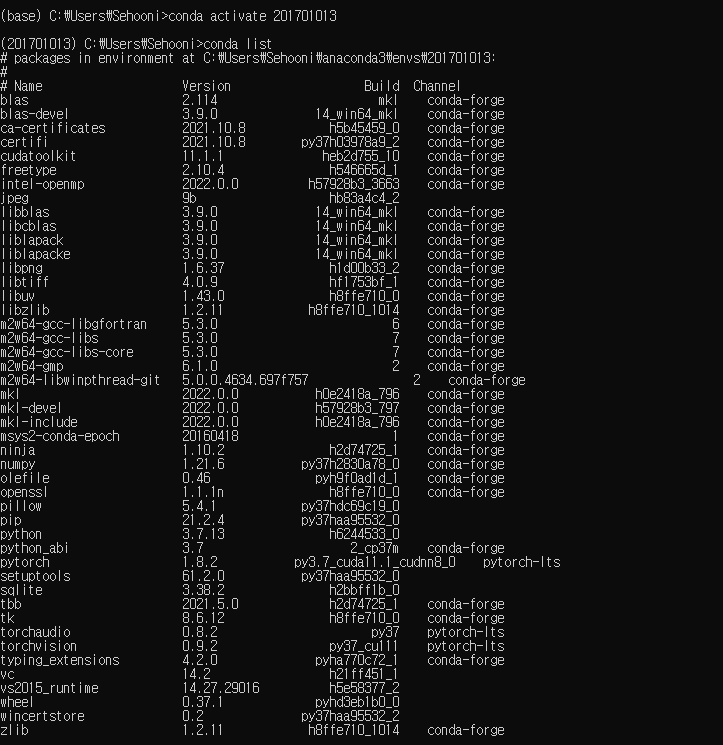 (base) C:₩Users₩Sehooni>conda activate 201701013
(201701013) C:₩Users₩Sehooni>conda list
# packages in environment at C:₩Users₩Sehooni₩anaconda3₩envs₩201701013:
#
# Name                    Version                   Build  Channel
blas                      2.114                       mkl    conda-forge
blas-devel                3.9.0              14_win64_mkl    conda-forge
ca-certificates           2021.10.8            h5b45459_0    conda-forge
certifi                   2021.10.8        py37h03978a9_2    conda-forge
cudatoolkit               11.1.1              heb2d755_10    conda-forge
freetype                  2.10.4               h546665d_1    conda-forge
intel-openmp              2022.0.0          h57928b3_3663    conda-forge
jpeg                      9b                   hb83a4c4_2
libblas                   3.9.0              14_win64_mkl    conda-forge
libcblas                  3.9.0              14_win64_mkl    conda-forge
liblapack                 3.9.0              14_win64_mkl    conda-forge
liblapacke                3.9.0              14_win64_mkl    conda-forge
libpng                    1.6.37               h1d00b33_2    conda-forge
libtiff                   4.0.9                hf1753bf_1    conda-forge
libuv                     1.43.0               h8ffe710_0    conda-forge
libzlib                   1.2.11            h8ffe710_1014    conda-forge
m2w64-gcc-libgfortran     5.3.0                         6    conda-forge
m2w64-gcc-libs            5.3.0                         7    conda-forge
m2w64-gcc-libs-core       5.3.0                         7    conda-forge
m2w64-gmp                 6.1.0                         2    conda-forge
m2w64-libwinpthread-git   5.0.0.4634.697f757               2    conda-forge
mkl                       2022.0.0           h0e2418a_796    conda-forge
mkl-devel                 2022.0.0           h57928b3_797    conda-forge
mkl-include               2022.0.0           h0e2418a_796    conda-forge
msys2-conda-epoch         20160418                      1    conda-forge
ninja                     1.10.2               h2d74725_1    conda-forge
numpy                     1.21.6           py37h2830a78_0    conda-forge
olefile                   0.46               pyh9f0ad1d_1    conda-forge
openssl                   1.1.1n               h8ffe710_0    conda-forge
pillow                    5.4.1            py37hdc69c19_0
pip                       21.2.4           py37haa95532_0
python                    3.7.13               h6244533_0
python_abi                3.7                     2_cp37m    conda-forge
pytorch                   1.8.2           py3.7_cuda11.1_cudnn8_0    pytorch-lts
setuptools                61.2.0           py37haa95532_0
sqlite                    3.38.2               h2bbff1b_0
tbb                       2021.5.0             h2d74725_1    conda-forge
tk                        8.6.12               h8ffe710_0    conda-forge
torchaudio                0.8.2                      py37    pytorch-lts
torchvision               0.9.2                py37_cu111    pytorch-lts
typing_extensions         4.2.0              pyha770c72_1    conda-forge
vc                        14.2                 h21ff451_1
vs2015_runtime            14.27.29016          h5e58377_2
wheel                     0.37.1             pyhd3eb1b0_0
wincertstore              0.2              py37haa95532_2
zlib                      1.2.11            h8ffe710_1014    conda-forge